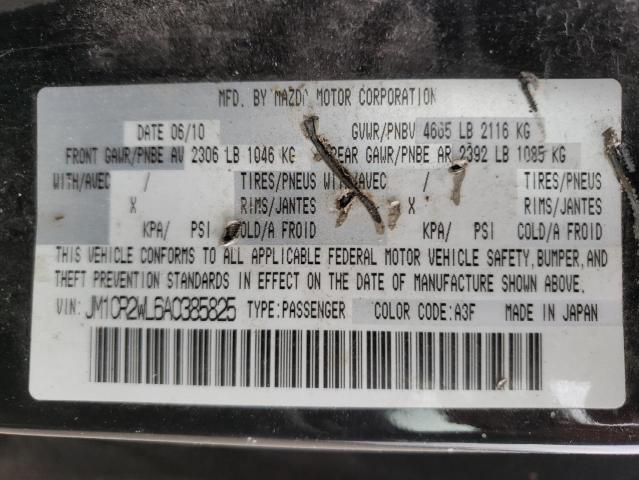 MFD. BY MAZDA MOTOR CORPORATION
DATE 06/10 GVWR/PNBV 4665 LB 2116 KG
FRONT GAWR/PNBE AV 2306 LB 1046 KG REAR GAWR/PNBE AR 2392 LB 1085 KG
WITH/AVEC / TIRES/PNEUS WITH/AVEC / TIRES/PNEUS
X RIMS/JANTES X RIMS/JANTES
KPA/ PSI COLD/A FROID KPA/ PSI COLD/A FROID
THIS VEHICLE CONFORMS TO ALL APPLICABLE FEDERAL MOTOR VEHICLE SAFETY,BUMPER,AND
THEFT PREVENTION STANDARDS IN EFFECT ON THE DATE OF MANUFACTURE SHOWN ABOVE.
VIN: JM1CR2WL6A0385825 TYPE:PASSENGER COLOR CODE:A3F MADE IN JAPAN